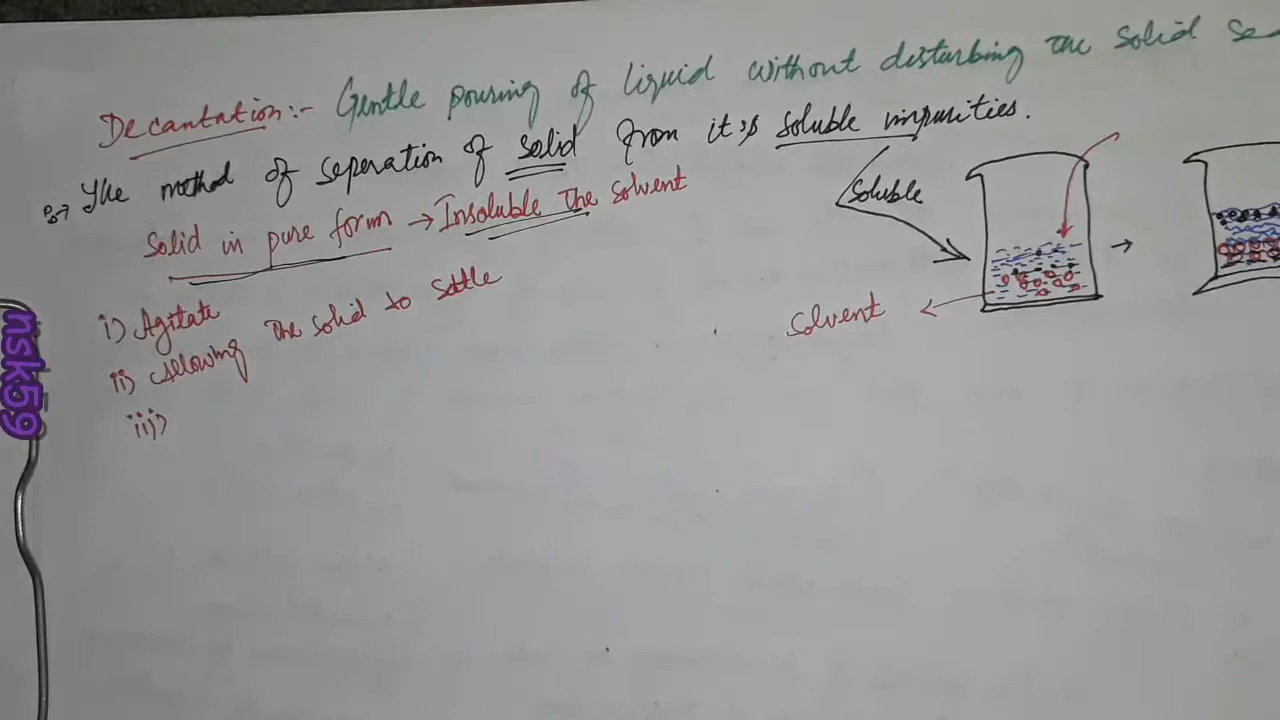 Decantation:- Gentle pouring of liquid without disturbing the solid se
⇒ The method of seperation of solid from it's soluble impurities.
Solid in pure form → Insoluble the solvent
i) Agitate
ii) Allowing the solid to settle
iii)
Soluble
Solvent
nsk59